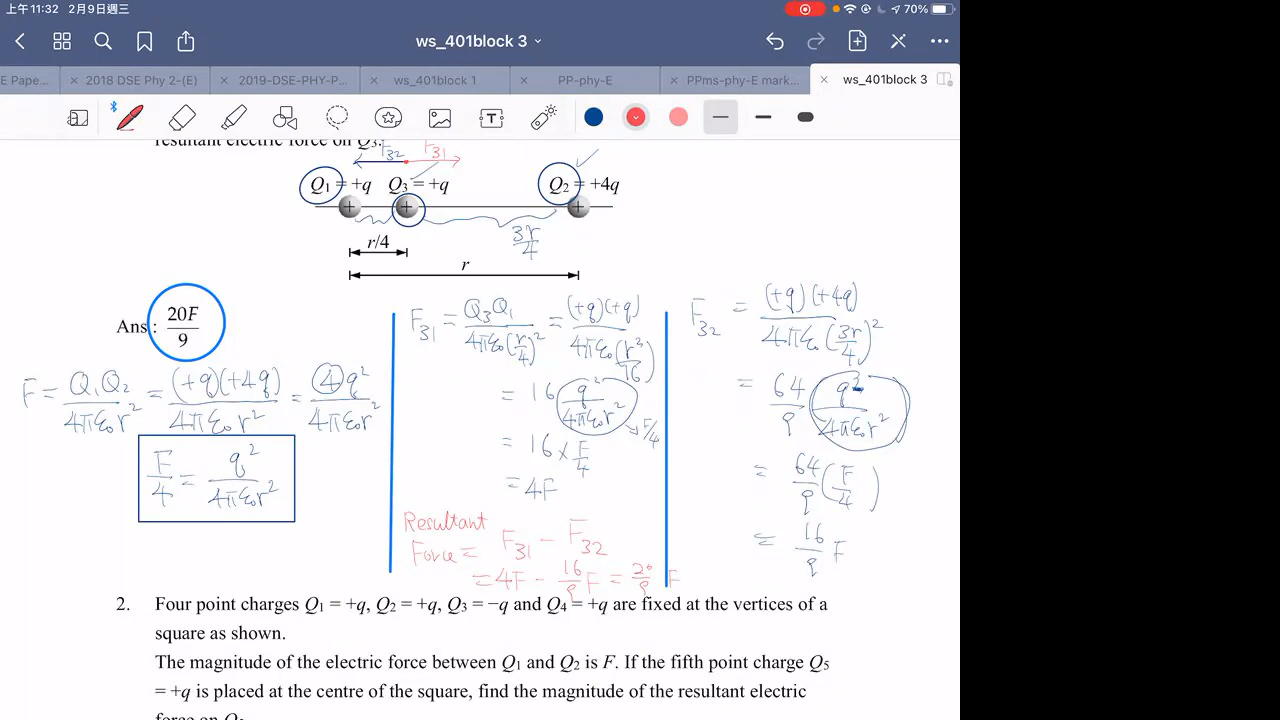 上午11:32 2月9日週三
70%
ws_401block 3
E Pape... × 2018 DSE Phy 2-(E) × 2019-DSE-PHY-P... × ws_401block 1 × PP-phy-E × PPms-phy-E mark... × ws_401block 3
resultant electric force on Q₃.
F₃₂ F₃₁
Q₁ = +q Q₃ = +q Q₂ = +4q
+ + +
r/4 3r/4
r
Ans : 20F/9
F = Q₁Q₂/4πε₀r² = (+q)(+4q)/4πε₀r² = 4q²/4πε₀r²
F/4 = q²/4πε₀r²
F₃₁ = Q₃Q₁/4πε₀(r/4)² = (+q)(+q)/4πε₀(r²/16)
= 16 q²/4πε₀r² → F/4
= 16 × F/4
= 4F
Resultant
Force = F₃₁ − F₃₂
= 4F − 16/9 F = 20/9 F
F₃₂ = (+q)(+4q)/4πε₀(3r/4)²
= 64/9 q²/4πε₀r²
= 64/9 (F/4)
= 16/9 F
2. Four point charges Q₁ = +q, Q₂ = +q, Q₃ = −q and Q₄ = +q are fixed at the vertices of a
square as shown.
The magnitude of the electric force between Q₁ and Q₂ is F. If the fifth point charge Q₅
= +q is placed at the centre of the square, find the magnitude of the resultant electric